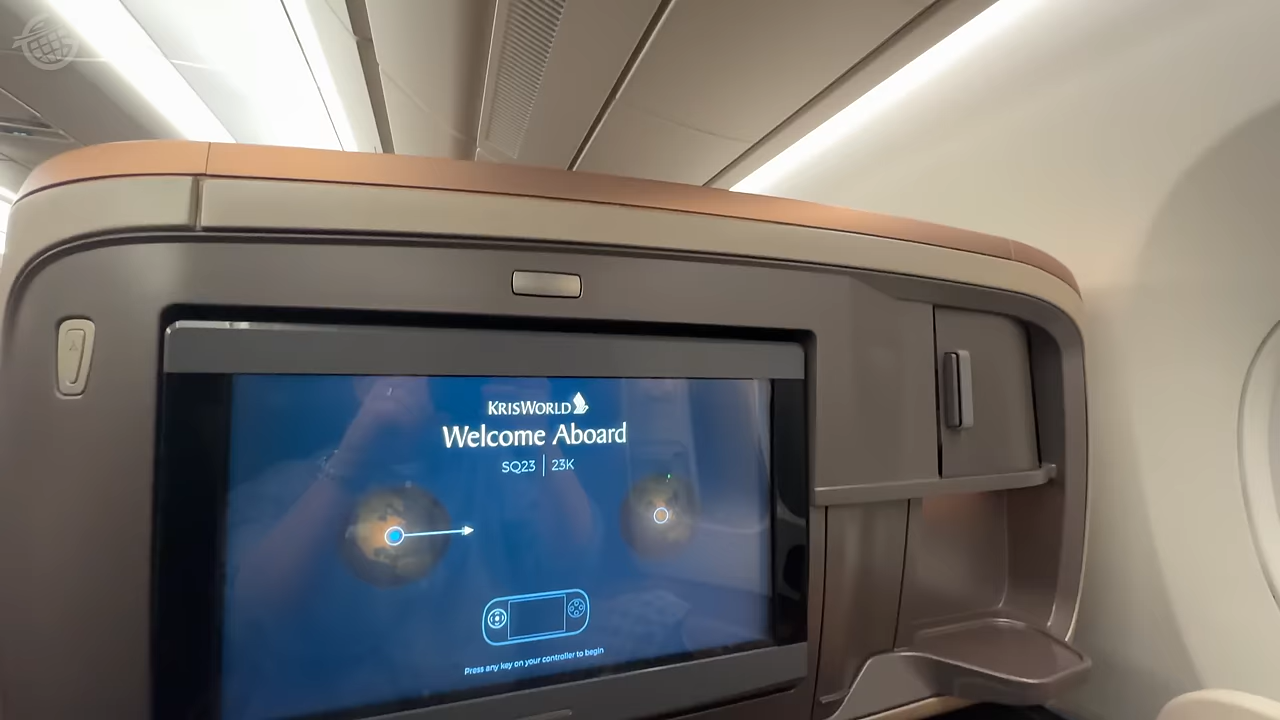 KRISWORLD
Welcome Aboard
SQ23 | 23K
Press any key on your controller to begin